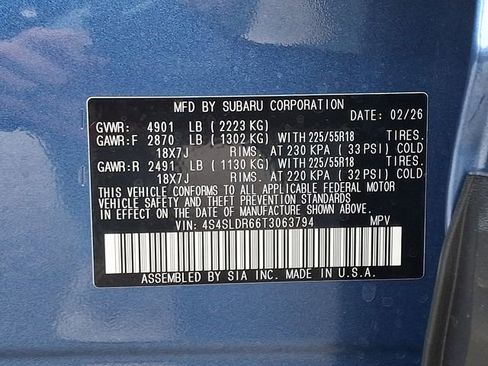 MFD BY SUBARU CORPORATION
DATE: 02/26
GVWR: 4901 LB (2223 KG)
GAWR:F 2870 LB (1302 KG) WITH 225/55R18 TIRES.
18X7J RIMS. AT 230 KPA (33 PSI) COLD
GAWR:R 2491 LB (1130 KG) WITH 225/55R18 TIRES.
18X7J RIMS. AT 220 KPA (32 PSI) COLD
THIS VEHICLE CONFORMS TO ALL APPLICABLE FEDERAL MOTOR
VEHICLE SAFETY AND THEFT PREVENTION STANDARDS
IN EFFECT ON THE DATE OF MANUFACTURE SHOWN ABOVE.
VIN: 4S4SLDR66T3063794 MPV
ASSEMBLED BY SIA INC. IN U.S.A.